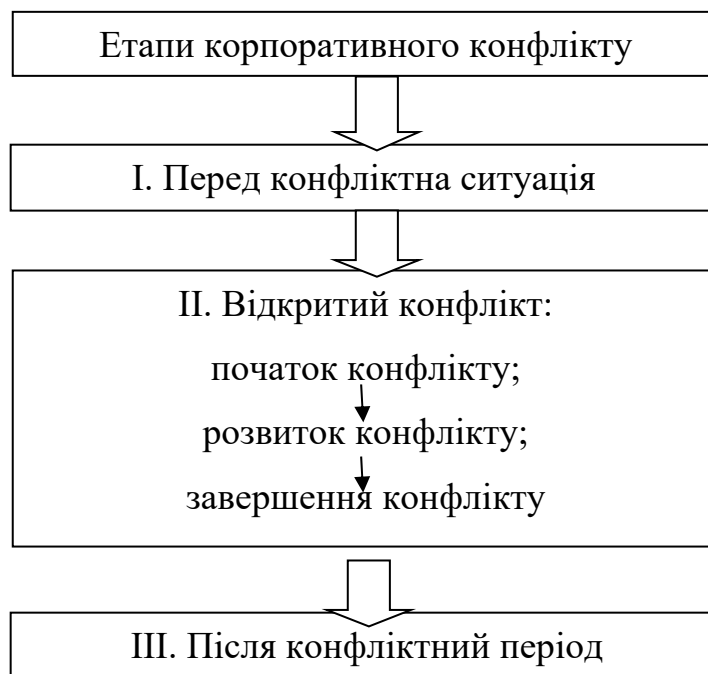 Етапи корпоративного конфлікту
І. Перед конфліктна ситуація
ІІ. Відкритий конфлікт:
початок конфлікту;
розвиток конфлікту;
завершення конфлікту
ІІІ. Після конфліктний період